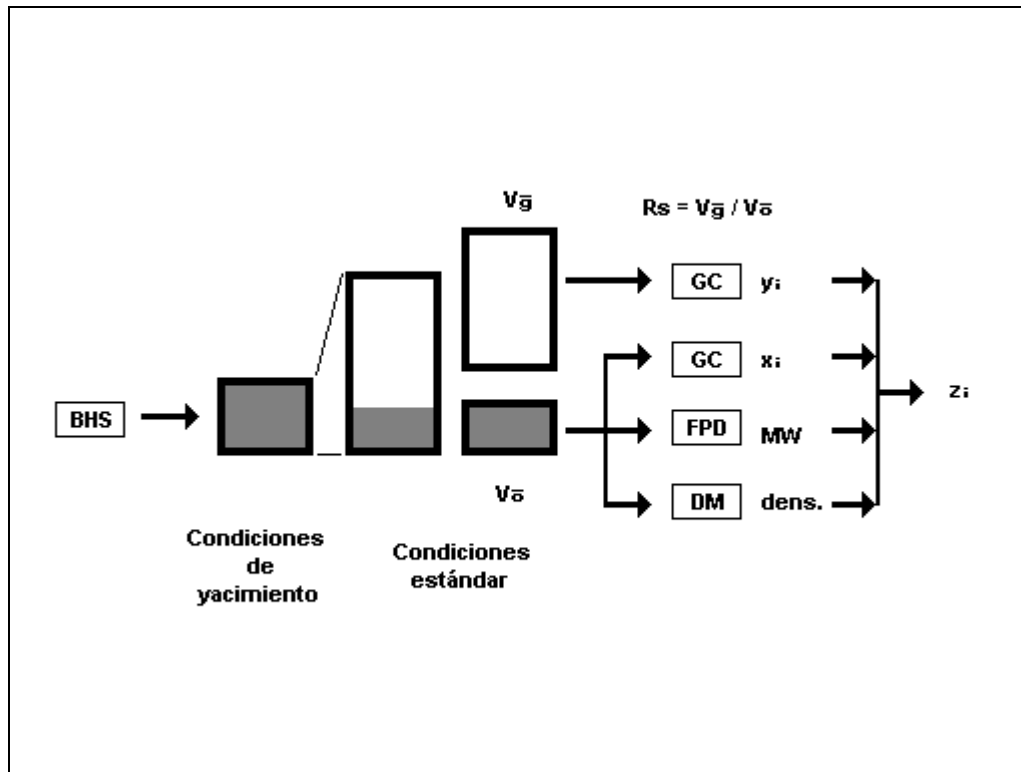 Vg̅
Rs = Vg̅ / Vo̅
GC yi
GC xi
BHS
zi
FPD MW
DM dens.
Vo̅
Condiciones
de
yacimiento
Condiciones
estándar